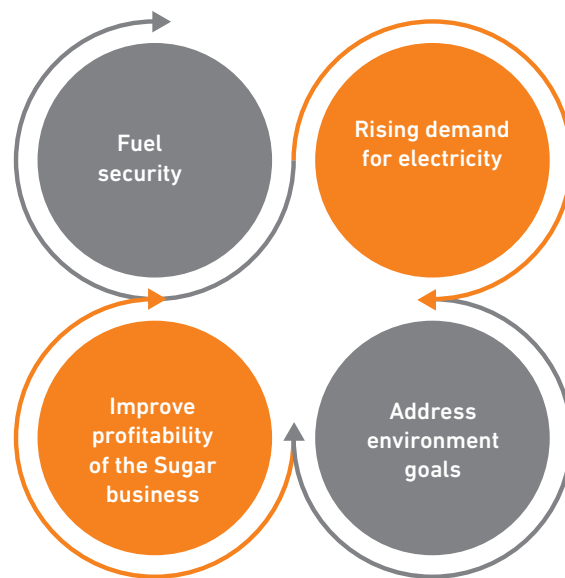 Fuel
security
Rising demand
for electricity
Improve
profitability
of the Sugar
business
Address
environment
goals